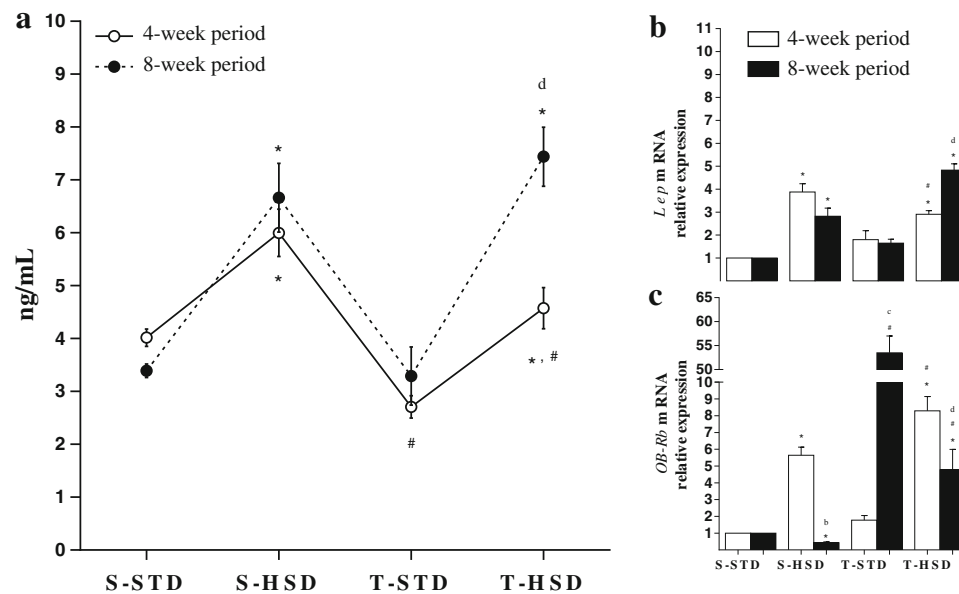 a
10
9
8
7
6
5
4
3
2
1
0
ng/mL
4-week period
8-week period
*
*
#
d
*
*, #
S-STD S-HSD T-STD T-HSD
b
11
10
9
8
7
6
5
4
3
2
1
Lep mRNA
relative expression
4-week period
8-week period
*
*
#
*
d
*
c
65
60
55
50
10
9
8
7
6
5
4
3
2
1
OB-Rb mRNA
relative expression
*
b
*
c
#
#
*
d
#
*
S-STD S-HSD T-STD T-HSD